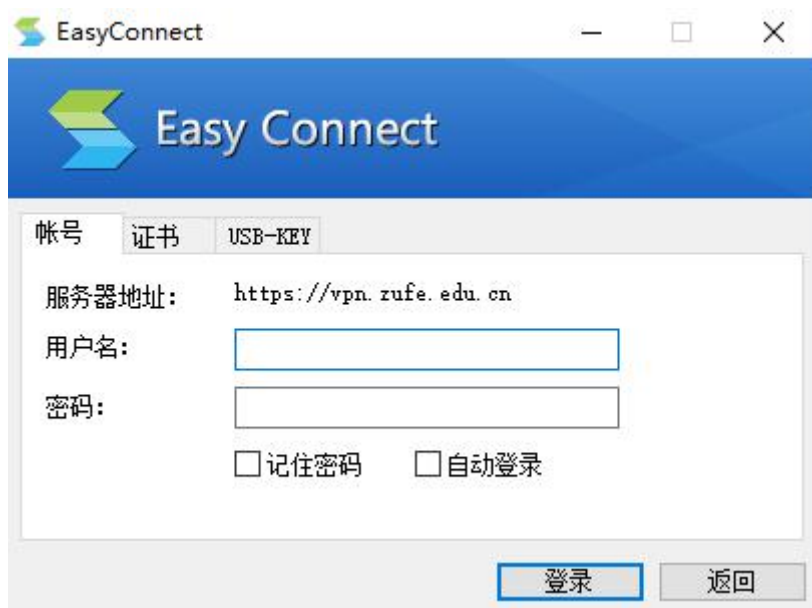 EasyConnect
Easy Connect
帐号 证书 USB-KEY
服务器地址： https://vpn.zufe.edu.cn
用户名：
密码：
记住密码 自动登录
登录 返回